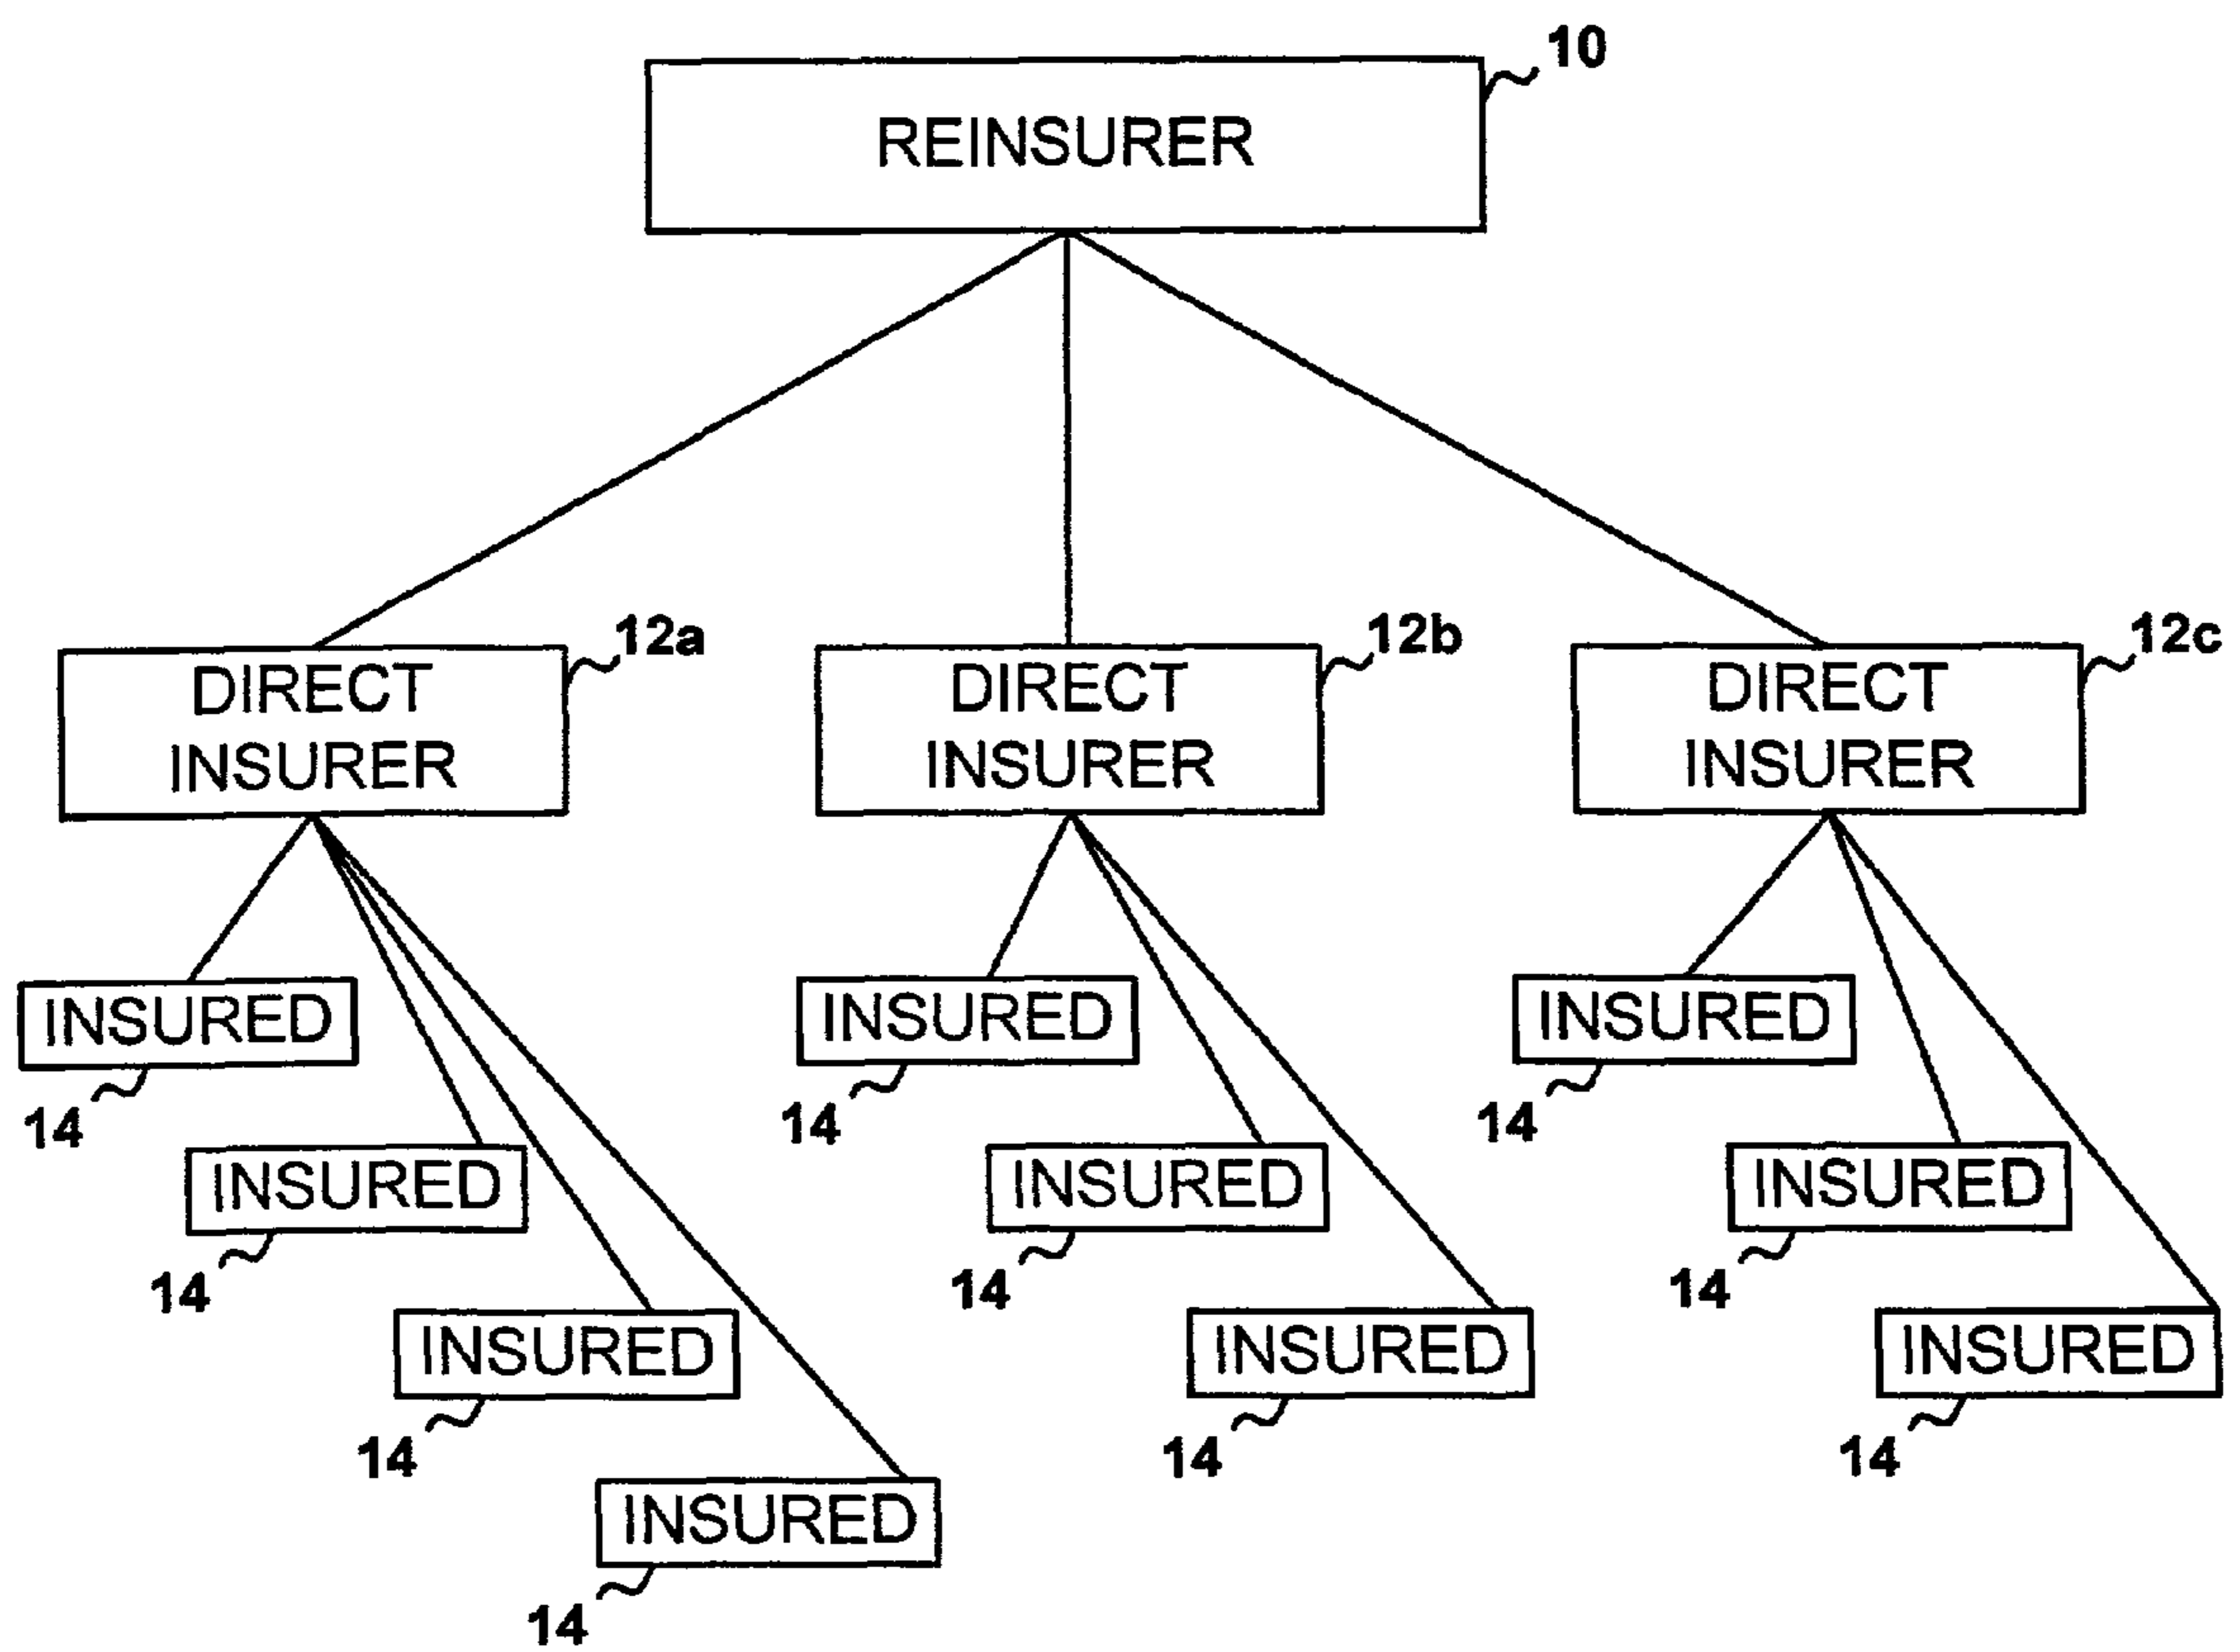 10
REINSURER
12a
12b
12c
DIRECT
INSURER
DIRECT
INSURER
DIRECT
INSURER
INSURED
INSURED
INSURED
14
14
14
INSURED
INSURED
INSURED
14
14
14
INSURED
INSURED
INSURED
14
14
14
INSURED
14